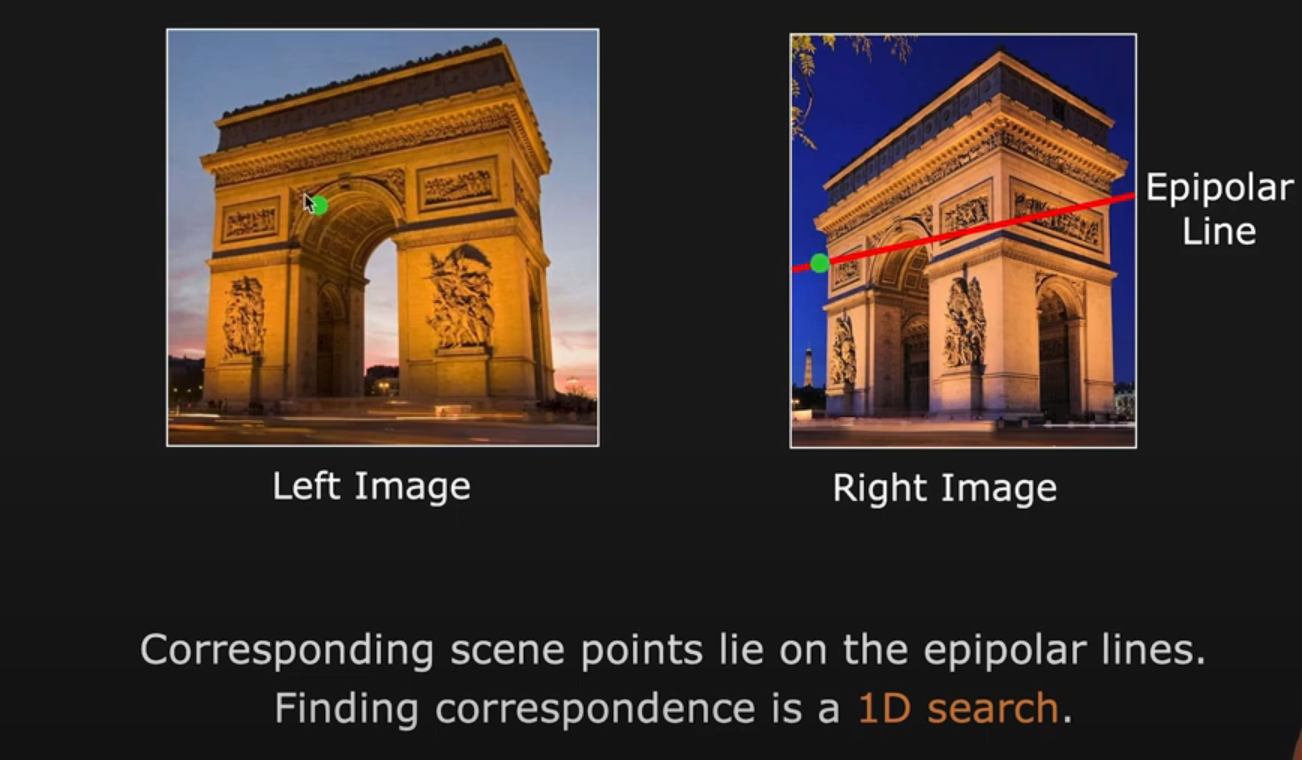 Epipolar
Line
Left Image
Right Image
Corresponding scene points lie on the epipolar lines.
Finding correspondence is a 1D search.